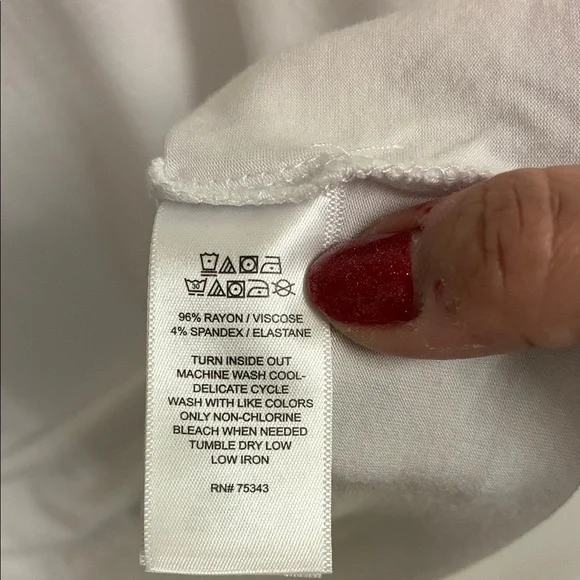 96% RAYON / VISCOSE
4% SPANDEX / ELASTANE
TURN INSIDE OUT
MACHINE WASH COOL-
DELICATE CYCLE
WASH WITH LIKE COLORS
ONLY NON-CHLORINE
BLEACH WHEN NEEDED
TUMBLE DRY LOW
LOW IRON
RN# 75343